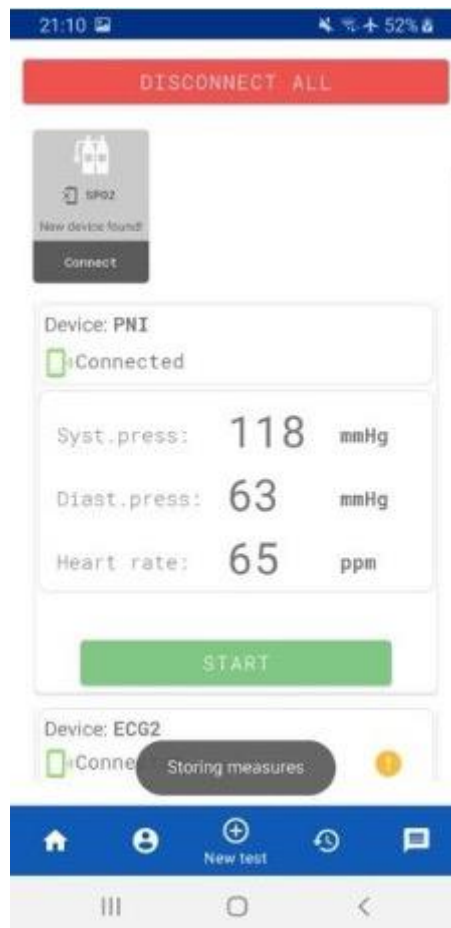 21:10 52%
DISCONNECT ALL
SPO2
New device found!
Connect
Device: PNI
Connected
Syst.press: 118 mmHg
Diast.press: 63 mmHg
Heart rate: 65 ppm
START
Device: ECG2
Conne
Storing measures
New test